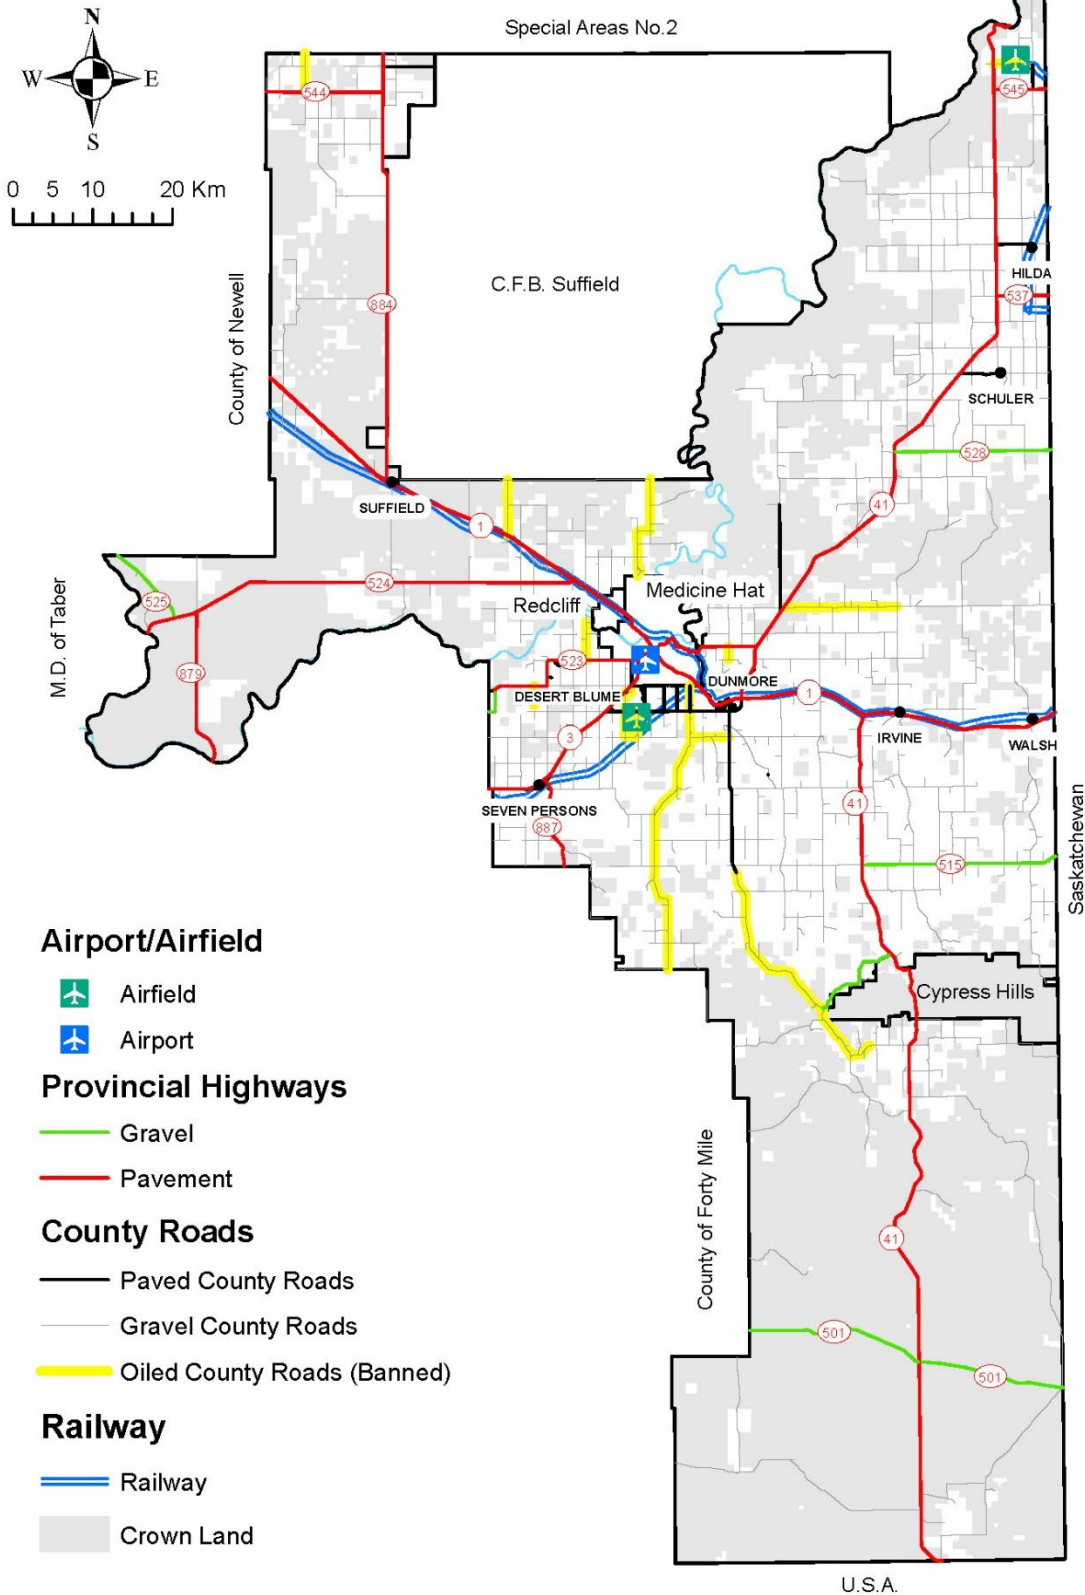 Special Areas No.2
N
W E
S
0 5 10 20 Km
544
545
C.F.B. Suffield
HILDA
537
884
County of Newell
SCHULER
528
SUFFIELD
41
1
524
Medicine Hat
Redcliff
525
M.D. of Taber
523
879
DUNMORE
DESERT BLUME
1
3
IRVINE
WALSH
SEVEN PERSONS
41
887
Saskatchewan
515
Airport/Airfield
Airfield
Airport
Cypress Hills
Provincial Highways
Gravel
Pavement
County of Forty Mile
County Roads
Paved County Roads
Gravel County Roads
Oiled County Roads (Banned)
41
501
501
Railway
Railway
Crown Land
U.S.A.